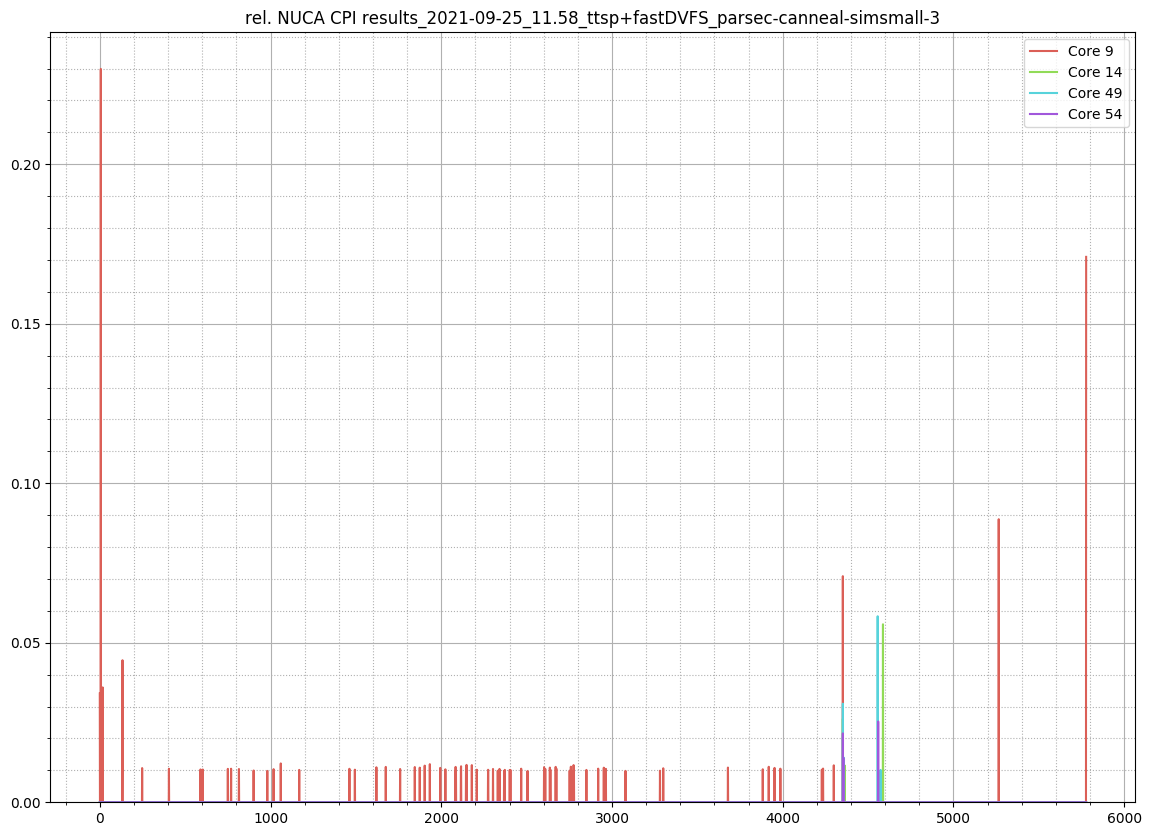 rel. NUCA CPI results_2021-09-25_11.58_ttsp+fastDVFS_parsec-canneal-simsmall-3
Core 9
Core 14
Core 49
Core 54
0.20
0.15
0.10
0.05
0.00
0 1000 2000 3000 4000 5000 6000